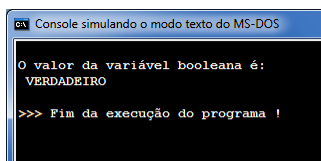 C:\ Console simulando o modo texto do MS-DOS
O valor da variável booleana é:
VERDADEIRO
>>> Fim da execução do programa !